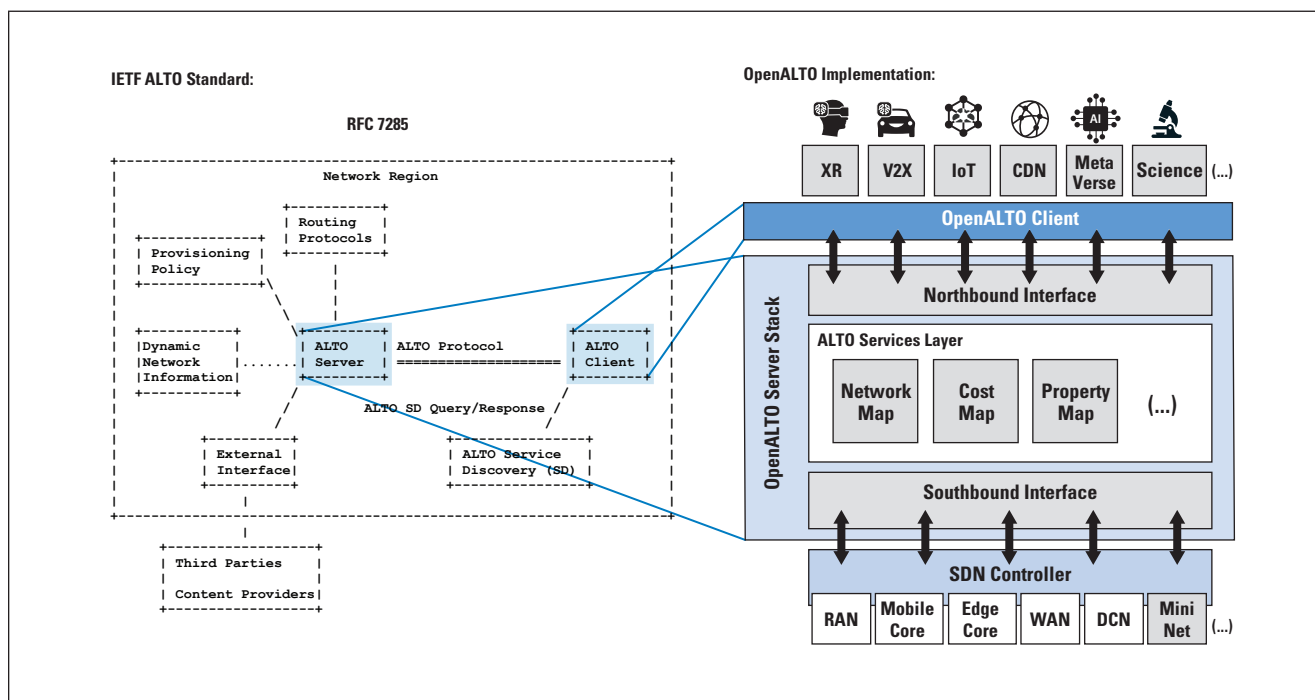 IETF ALTO Standard:
RFC 7285
Network Region
Routing
Protocols
Provisioning
Policy
Dynamic
Network
Information
ALTO
Server
ALTO Protocol
ALTO
Client
ALTO SD Query/Response
External
Interface
ALTO Service
Discovery (SD)
Third Parties
Content Providers
OpenALTO Implementation:
AI
XR
V2X
IoT
CDN
Meta
Verse
Science
(...)
OpenALTO Client
OpenALTO Server Stack
Northbound Interface
ALTO Services Layer
Network
Map
Cost
Map
Property
Map
(...)
Southbound Interface
SDN Controller
RAN
Mobile
Core
Edge
Core
WAN
DCN
Mini
Net
(...)